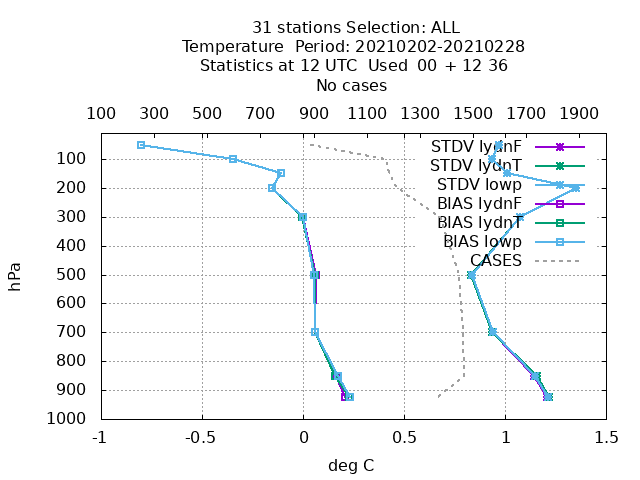 31 stations Selection: ALL
Temperature  Period: 20210202-20210228
Statistics at 12 UTC  Used  00 + 12 36
No cases
100 300 500 700 900 1100 1300 1500 1700 1900
STDV lydnF
STDV lydnT
STDV lowp
BIAS lydnF
BIAS lydnT
BIAS lowp
CASES
100
200
300
400
500
600
700
800
900
1000
hPa
-1 -0.5 0 0.5 1 1.5
deg C